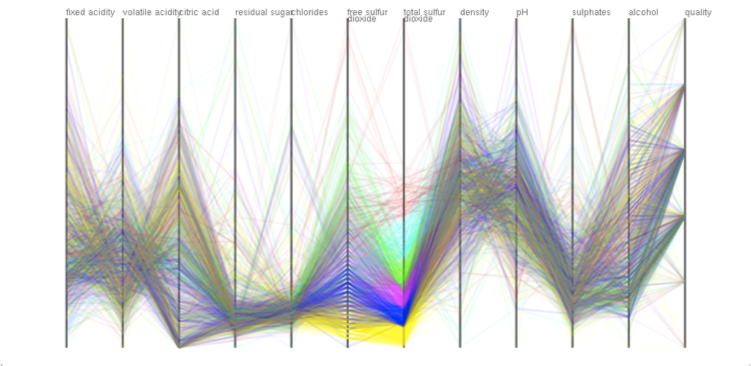 fixed acidity
volatile acidity
citric acid
residual sugar
chlorides
free sulfur
dioxide
total sulfur
dioxide
density
pH
sulphates
alcohol
quality